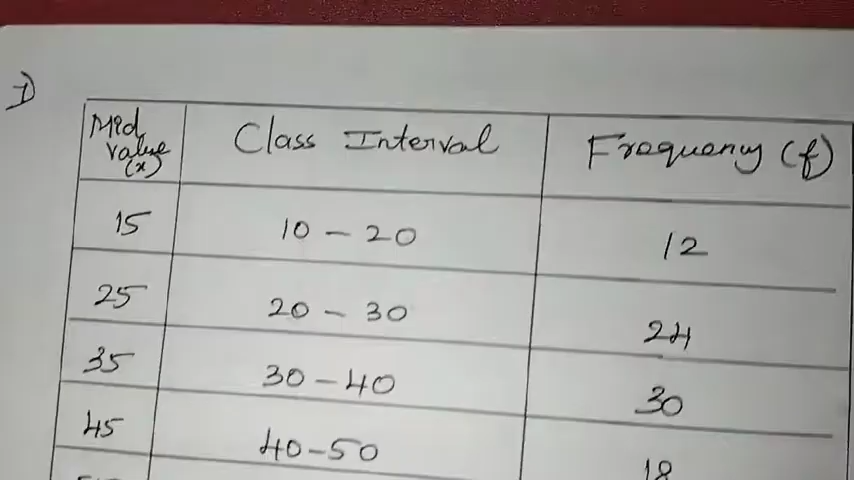 1)
Mid value (x) Class Interval Frequency (f)
15 10 – 20 12
25 20 – 30 24
35 30 – 40 30
45 40 – 50 18